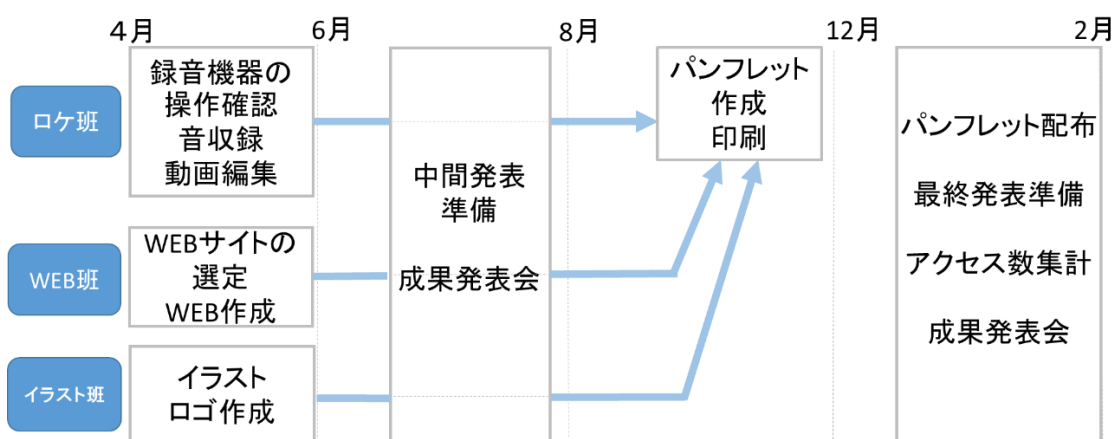 ４月
6月
8月
12月
2月
ロケ班
録音機器の
操作確認
音収録
動画編集
WEB班
WEBサイトの
選定
WEB作成
イラスト班
イラスト
ロゴ作成
中間発表
準備
成果発表会
パンフレット
作成
印刷
パンフレット配布
最終発表準備
アクセス数集計
成果発表会